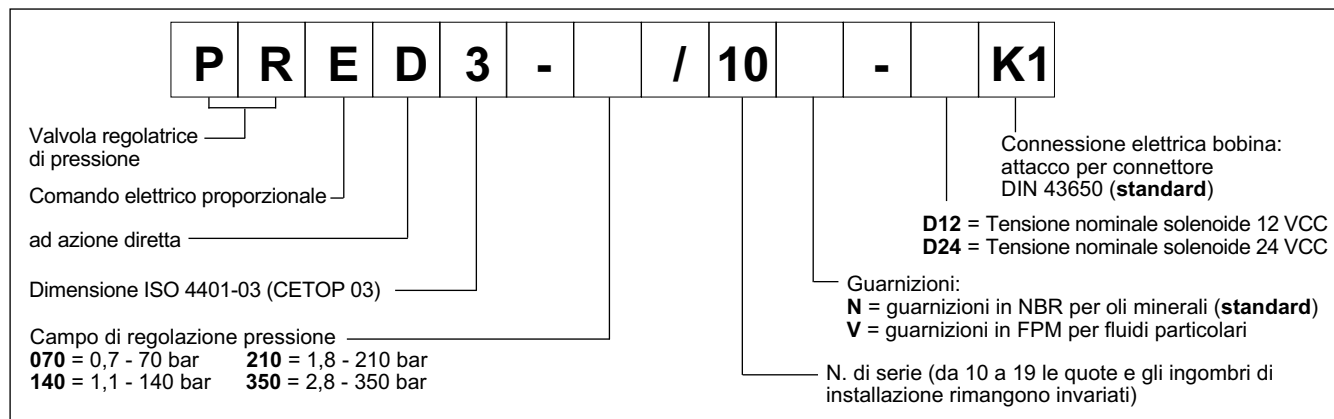 P R E D 3 - / 10 - K1
Valvola regolatrice
di pressione
Comando elettrico proporzionale
ad azione diretta
Dimensione ISO 4401-03 (CETOP 03)
Campo di regolazione pressione
070 = 0,7 - 70 bar 210 = 1,8 - 210 bar
140 = 1,1 - 140 bar 350 = 2,8 - 350 bar
Connessione elettrica bobina:
attacco per connettore
DIN 43650 (standard)
D12 = Tensione nominale solenoide 12 VCC
D24 = Tensione nominale solenoide 24 VCC
Guarnizioni:
N = guarnizioni in NBR per oli minerali (standard)
V = guarnizioni in FPM per fluidi particolari
N. di serie (da 10 a 19 le quote e gli ingombri di
installazione rimangono invariati)